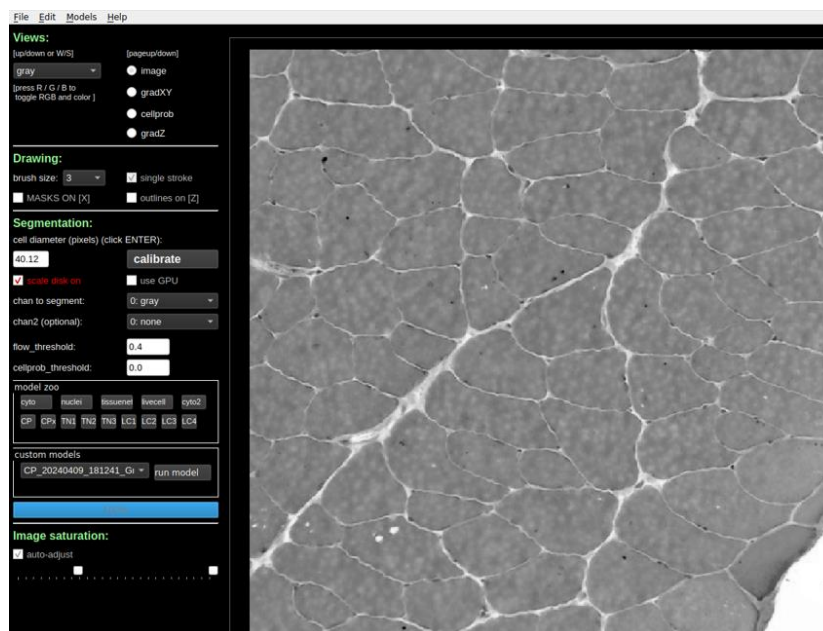 File Edit Models Help
Views:
[up/down or W/S] [pageup/down]
gray image
[press R / G / B to gradXY
toggle RGB and color ]
cellprob
gradZ
Drawing:
brush size: 3 single stroke
MASKS ON [X] outlines on [Z]
Segmentation:
cell diameter (pixels) (click ENTER):
40.12 calibrate
scale disk on use GPU
chan to segment: 0: gray
chan2 (optional): 0: none
flow_threshold: 0.4
cellprob_threshold: 0.0
model zoo
cyto nuclei tissuenet livecell cyto2
CP CPx TN1 TN2 TN3 LC1 LC2 LC3 LC4
custom models
CP_20240409_181241_Gr run model
Image saturation:
auto-adjust